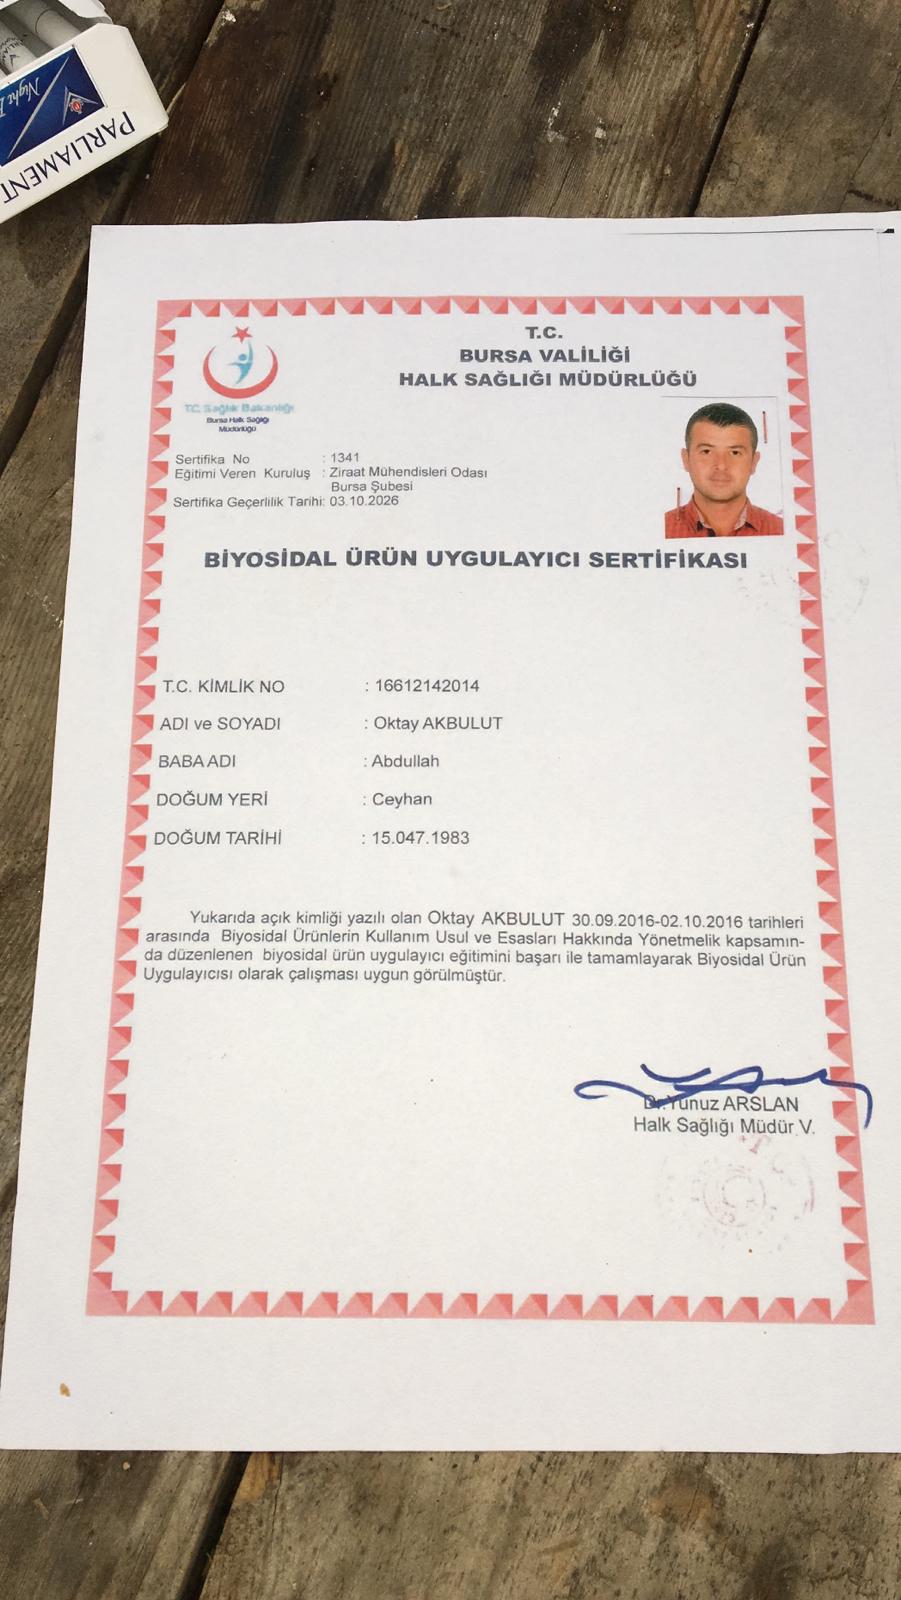 PARLIAMENT
Night
T.C.
BURSA VALİLİĞİ
HALK SAĞLIĞI MÜDÜRLÜĞÜ
T.C. Sağlık Bakanlığı
Bursa Halk Sağlığı
Müdürlüğü
Sertifika No : 1341
Eğitimi Veren Kuruluş : Ziraat Mühendisleri Odası
Bursa Şubesi
Sertifika Geçerlilik Tarihi: 03.10.2026
BİYOSİDAL ÜRÜN UYGULAYICI SERTİFİKASI
T.C. KİMLİK NO : 16612142014
ADI ve SOYADI : Oktay AKBULUT
BABA ADI : Abdullah
DOĞUM YERİ : Ceyhan
DOĞUM TARİHİ : 15.047.1983
Yukarıda açık kimliği yazılı olan Oktay AKBULUT 30.09.2016-02.10.2016 tarihleri
arasında Biyosidal Ürünlerin Kullanım Usul ve Esasları Hakkında Yönetmelik kapsamın-
da düzenlenen biyosidal ürün uygulayıcı eğitimini başarı ile tamamlayarak Biyosidal Ürün
Uygulayıcısı olarak çalışması uygun görülmüştür.
Dr.Yunuz ARSLAN
Halk Sağlığı Müdür V.
T.C.